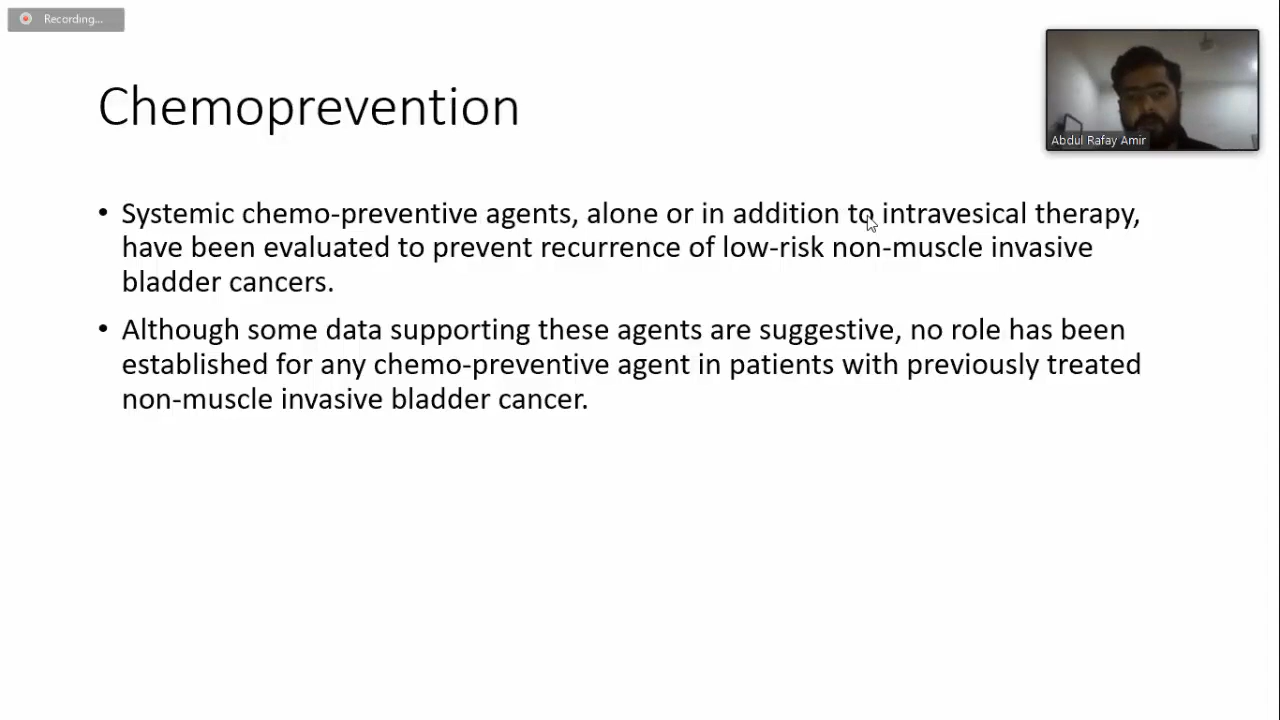 Recording...
Abdul Rafay Amir
Chemoprevention
• Systemic chemo-preventive agents, alone or in addition to intravesical therapy,
have been evaluated to prevent recurrence of low-risk non-muscle invasive
bladder cancers.
• Although some data supporting these agents are suggestive, no role has been
established for any chemo-preventive agent in patients with previously treated
non-muscle invasive bladder cancer.